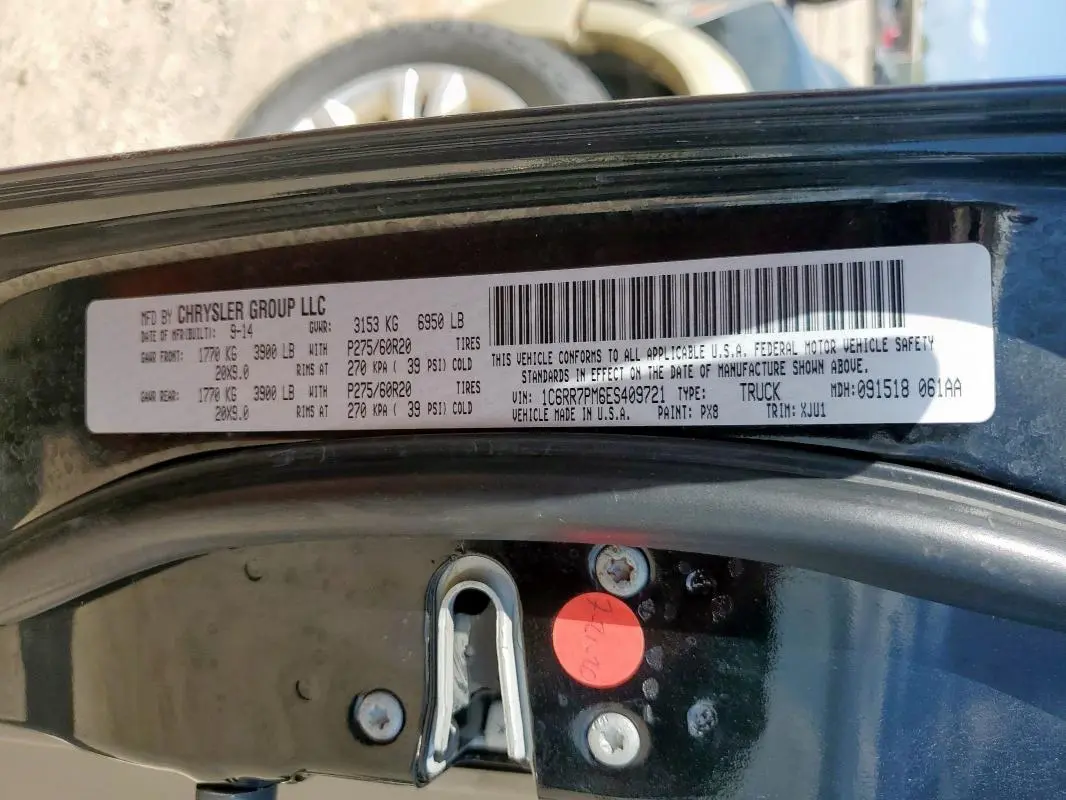 MFD BY CHRYSLER GROUP LLC
DATE OF MFR(BUILT): 9-14 GVWR: 3153 KG 6950 LB
GAWR FRONT: 1770 KG 3900 LB WITH P275/60R20 TIRES
20X9.0 RIMS AT 270 KPA ( 39 PSI) COLD
GAWR REAR: 1770 KG 3900 LB WITH P275/60R20 TIRES
20X9.0 RIMS AT 270 KPA ( 39 PSI) COLD
THIS VEHICLE CONFORMS TO ALL APPLICABLE U.S.A. FEDERAL MOTOR VEHICLE SAFETY
STANDARDS IN EFFECT ON THE DATE OF MANUFACTURE SHOWN ABOVE.
VIN: 1C6RR7PM6ES409721 TYPE: TRUCK MDH:091518 061AA
VEHICLE MADE IN U.S.A. PAINT: PX8 TRIM: XJU1